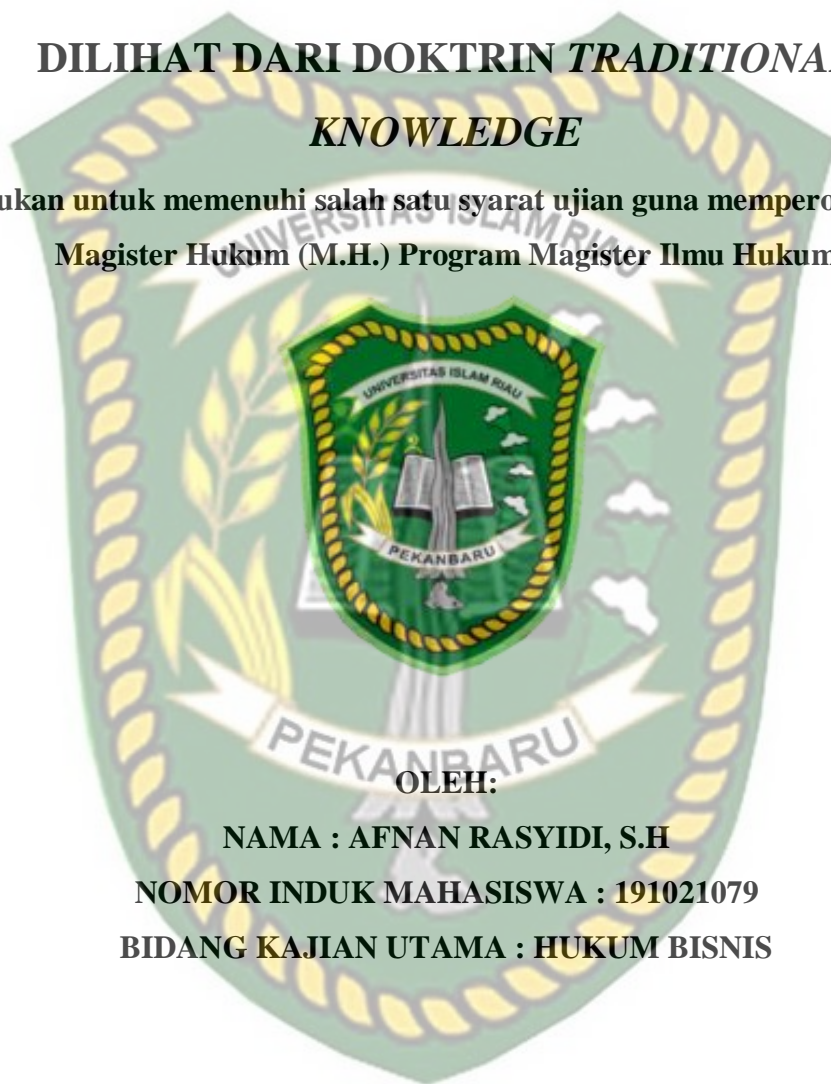 DILIHAT DARI DOKTRIN TRADITIONA
KNOWLEDGE
ukan untuk memenuhi salah satu syarat ujian guna mempero
UNIVERSITAS ISLAM RIAU
Magister Hukum (M.H.) Program Magister Ilmu Hukum
UNIVERSITAS ISLAM RIAU
PEKANBARU
PEKANBARU
OLEH:
NAMA : AFNAN RASYIDI, S.H
NOMOR INDUK MAHASISWA : 191021079
BIDANG KAJIAN UTAMA : HUKUM BISNIS